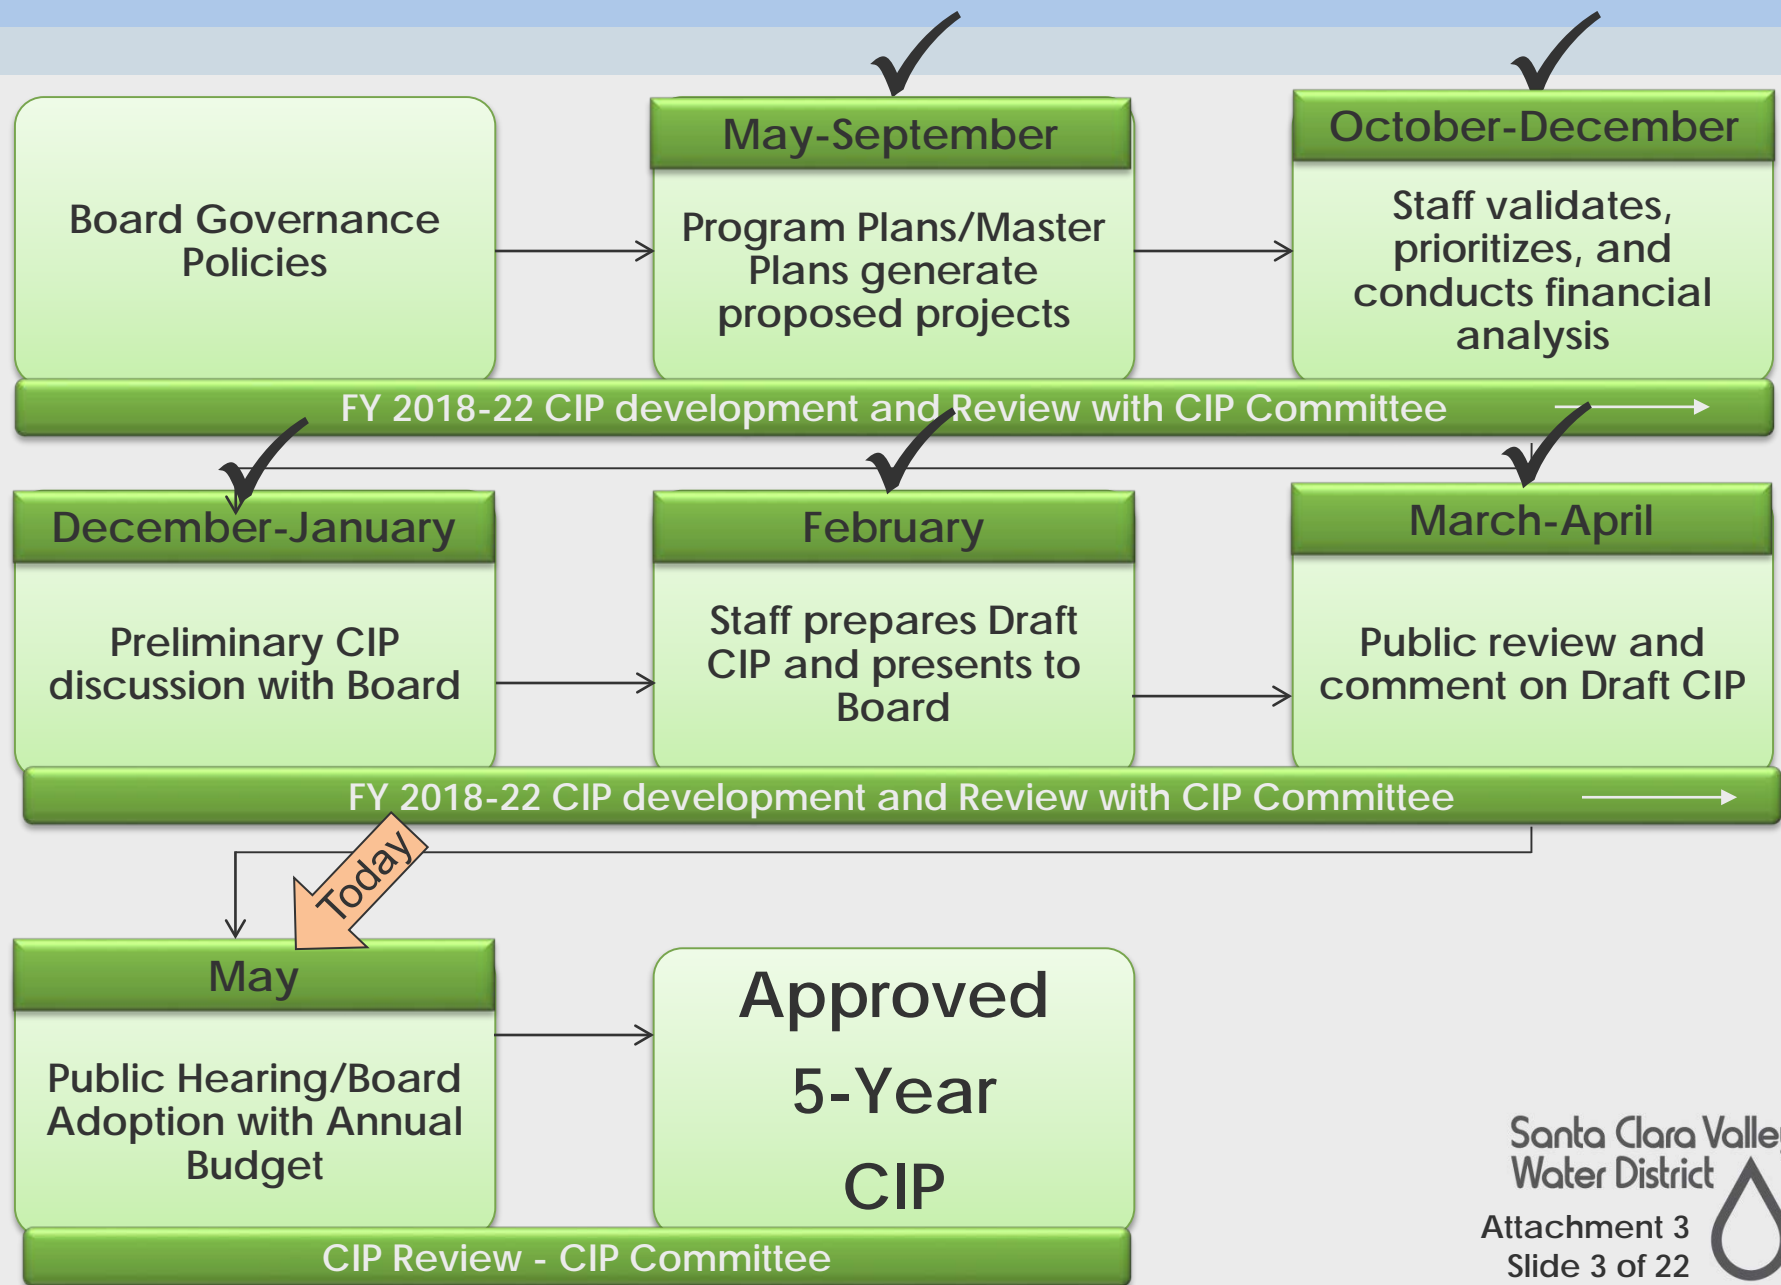 Board Governance
Policies
May-September
Program Plans/Master
Plans generate
proposed projects
October-December
Staff validates,
prioritizes, and
conducts financial
analysis
FY 2018-22 CIP development and Review with CIP Committee
December-January
Preliminary CIP
discussion with Board
February
Staff prepares Draft
CIP and presents to
Board
March-April
Public review and
comment on Draft CIP
FY 2018-22 CIP development and Review with CIP Committee
Today
May
Public Hearing/Board
Adoption with Annual
Budget
Approved
5-Year
CIP
CIP Review - CIP Committee
Santa Clara Valley
Water District
Attachment 3
Slide 3 of 22